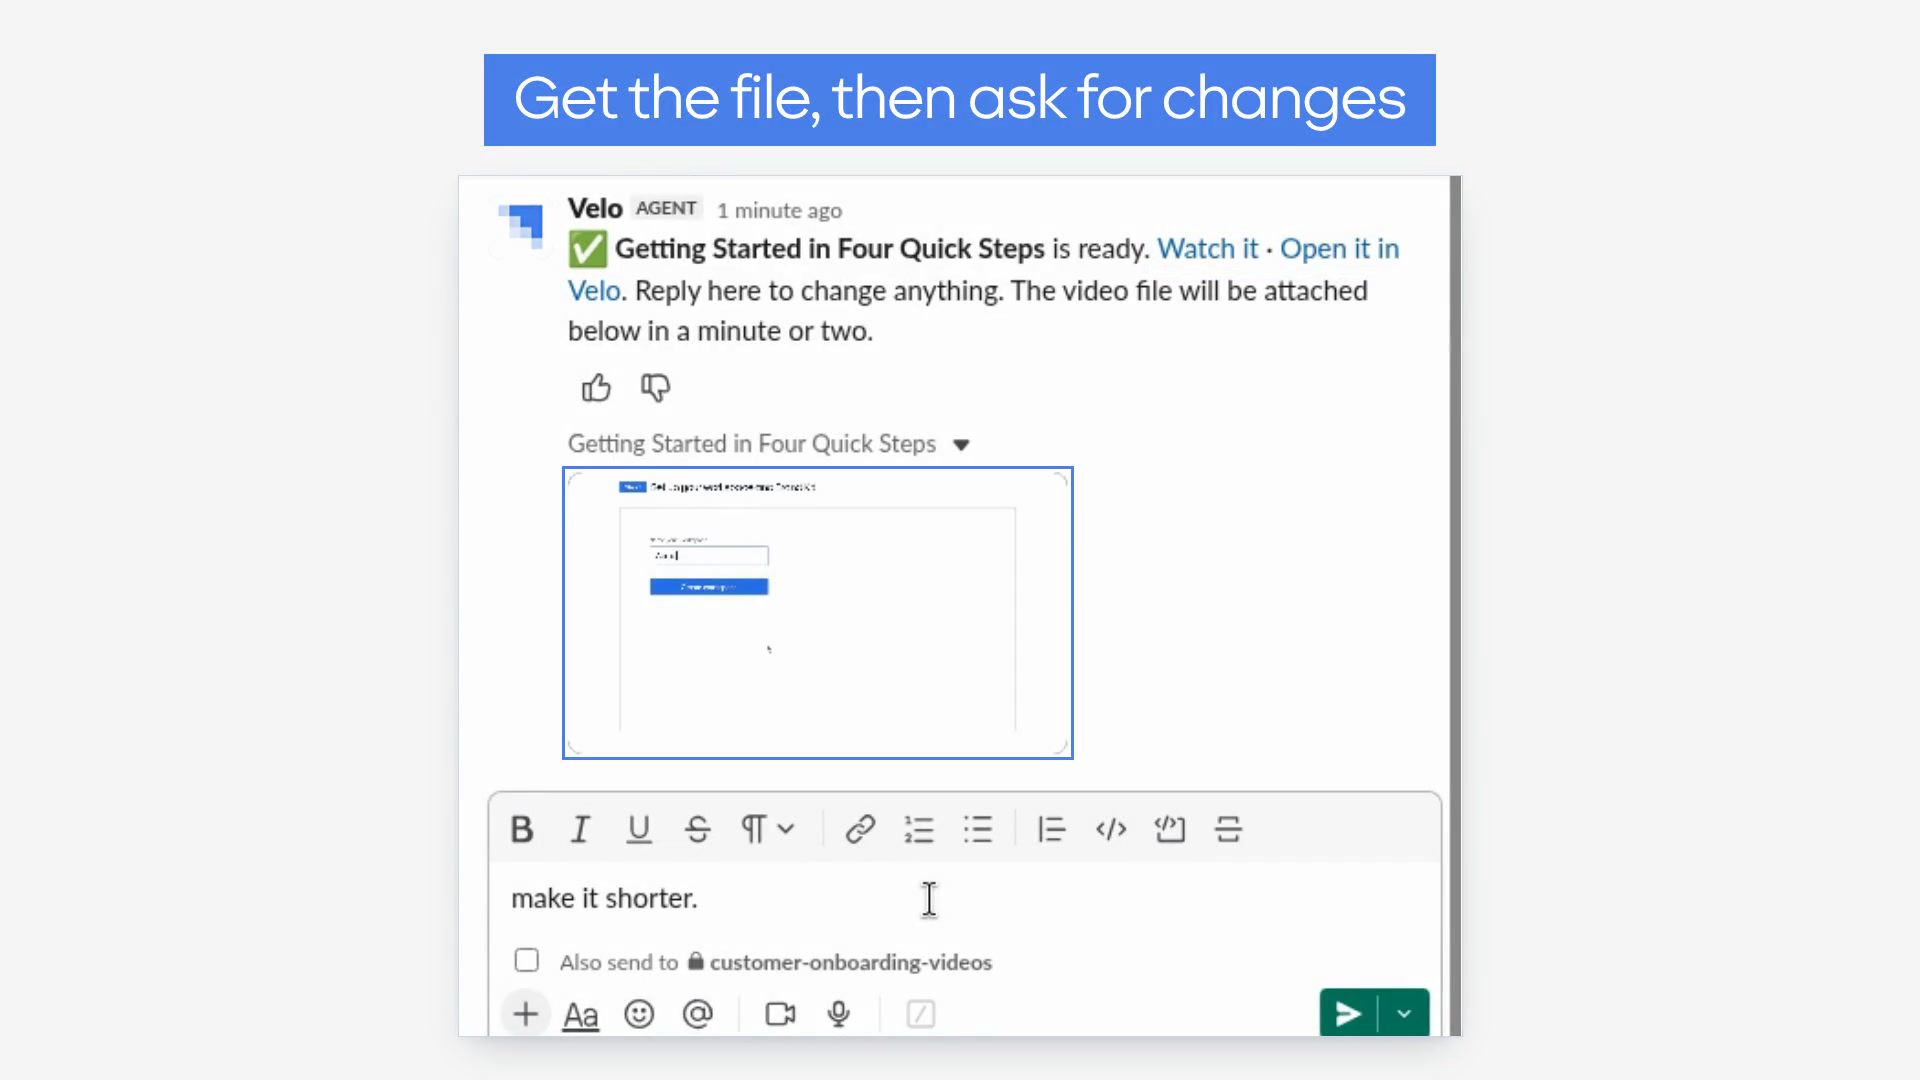 Get the file, then ask for changes
Velo AGENT 1 minute ago
✅ Getting Started in Four Quick Steps is ready. Watch it · Open it in
Velo. Reply here to change anything. The video file will be attached
below in a minute or two.
Getting Started in Four Quick Steps
make it shorter.
Also send to customer-onboarding-videos
Aa